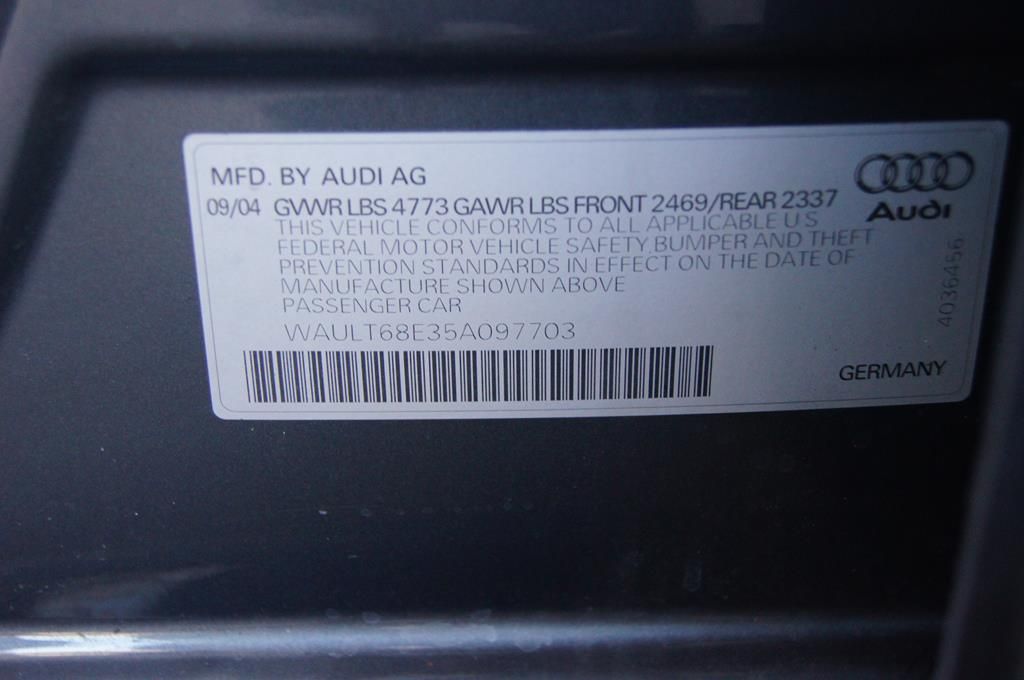 MFD. BY AUDI AG
09/04 GVWR LBS 4773 GAWR LBS FRONT 2469/REAR 2337
THIS VEHICLE CONFORMS TO ALL APPLICABLE U S
FEDERAL MOTOR VEHICLE SAFETY, BUMPER AND THEFT
PREVENTION STANDARDS IN EFFECT ON THE DATE OF
MANUFACTURE SHOWN ABOVE
PASSENGER CAR
WAULT68E35A097703
Audi
4036456
GERMANY